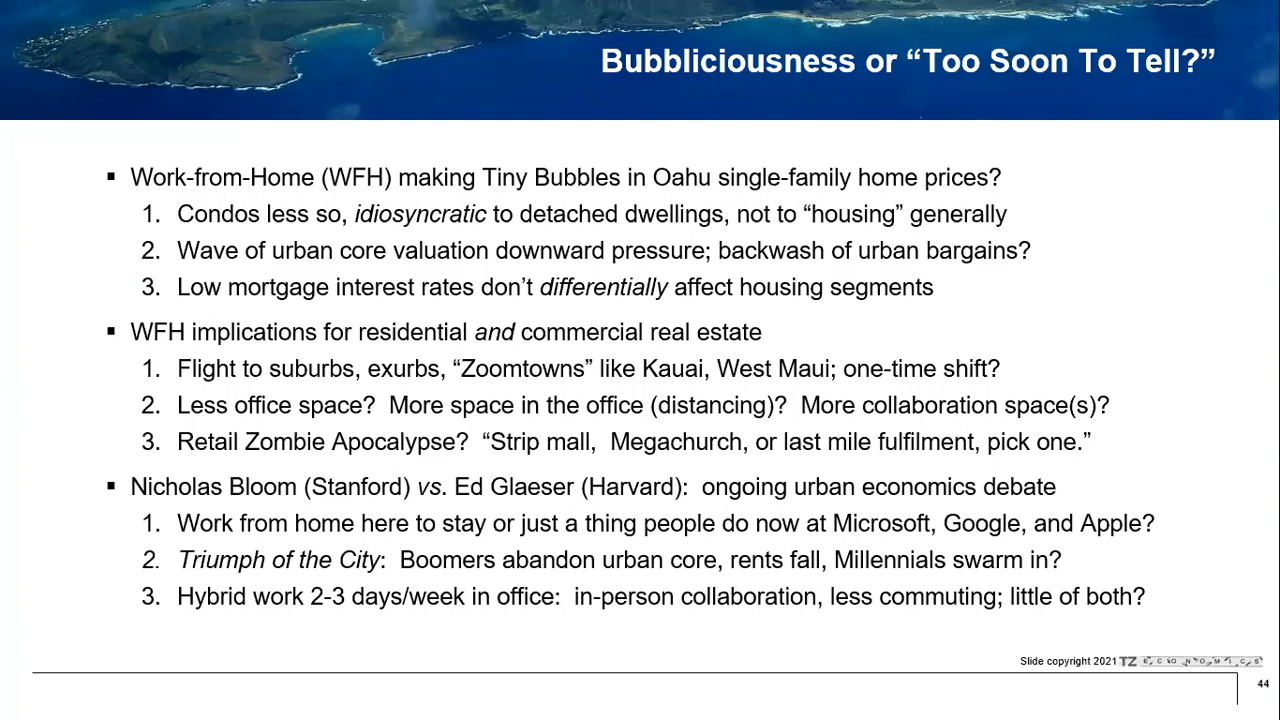 Bubbliciousness or “Too Soon To Tell?”
▪ Work-from-Home (WFH) making Tiny Bubbles in Oahu single-family home prices?
1. Condos less so, idiosyncratic to detached dwellings, not to “housing” generally
2. Wave of urban core valuation downward pressure; backwash of urban bargains?
3. Low mortgage interest rates don’t differentially affect housing segments
▪ WFH implications for residential and commercial real estate
1. Flight to suburbs, exurbs, “Zoomtowns” like Kauai, West Maui; one-time shift?
2. Less office space?  More space in the office (distancing)?  More collaboration space(s)?
3. Retail Zombie Apocalypse?  “Strip mall,  Megachurch, or last mile fulfilment, pick one.”
▪ Nicholas Bloom (Stanford) vs. Ed Glaeser (Harvard):  ongoing urban economics debate
1. Work from home here to stay or just a thing people do now at Microsoft, Google, and Apple?
2. Triumph of the City:  Boomers abandon urban core, rents fall, Millennials swarm in?
3. Hybrid work 2-3 days/week in office:  in-person collaboration, less commuting; little of both?
Slide copyright 2021 TZ ECONOMICS
44